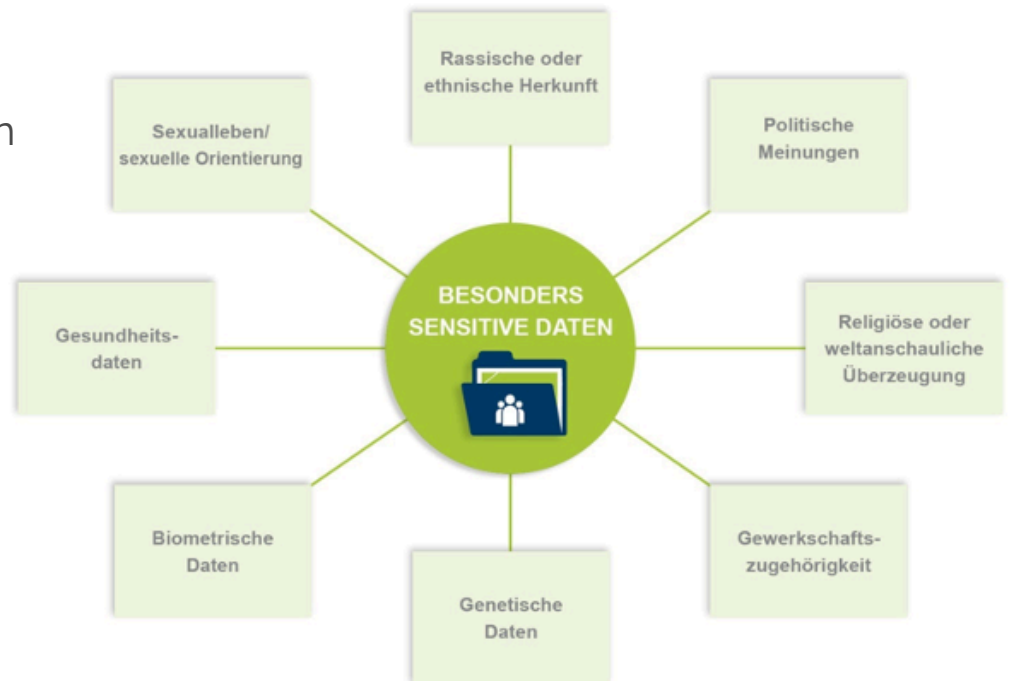 Rassische oder
ethnische Herkunft
Politische
Meinungen
Religiöse oder
weltanschauliche
Überzeugung
Gewerkschafts-
zugehörigkeit
Genetische
Daten
Biometrische
Daten
Gesundheits-
daten
Sexualleben/
sexuelle Orientierung
BESONDERS
SENSITIVE DATEN
n